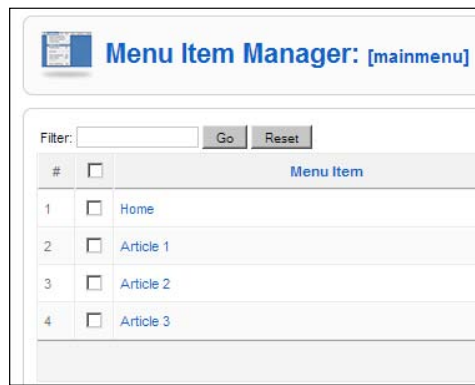 Menu Item Manager: [mainmenu]
Filter: Go Reset
# Menu Item
1 Home
2 Article 1
3 Article 2
4 Article 3